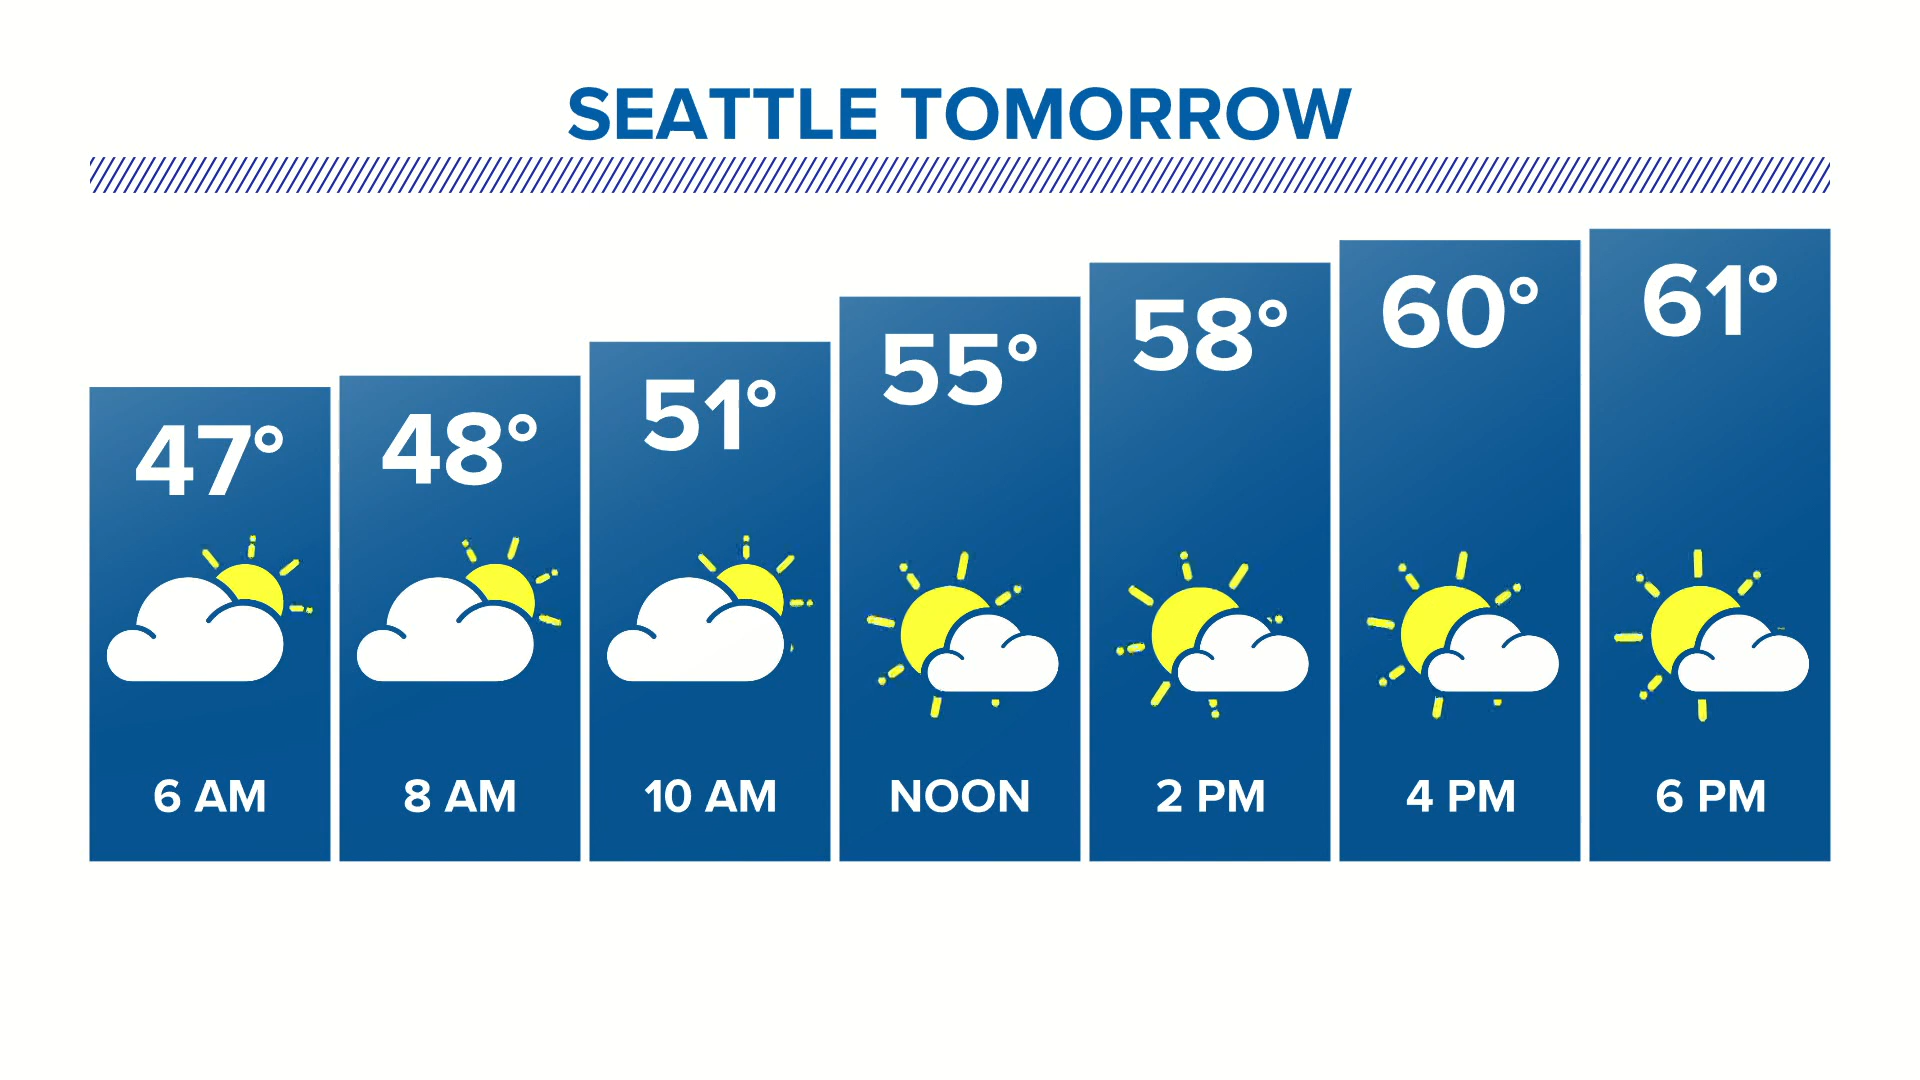 SEATTLE TOMORROW
47° 48° 51° 55° 58° 60° 61°
6 AM 8 AM 10 AM NOON 2 PM 4 PM 6 PM